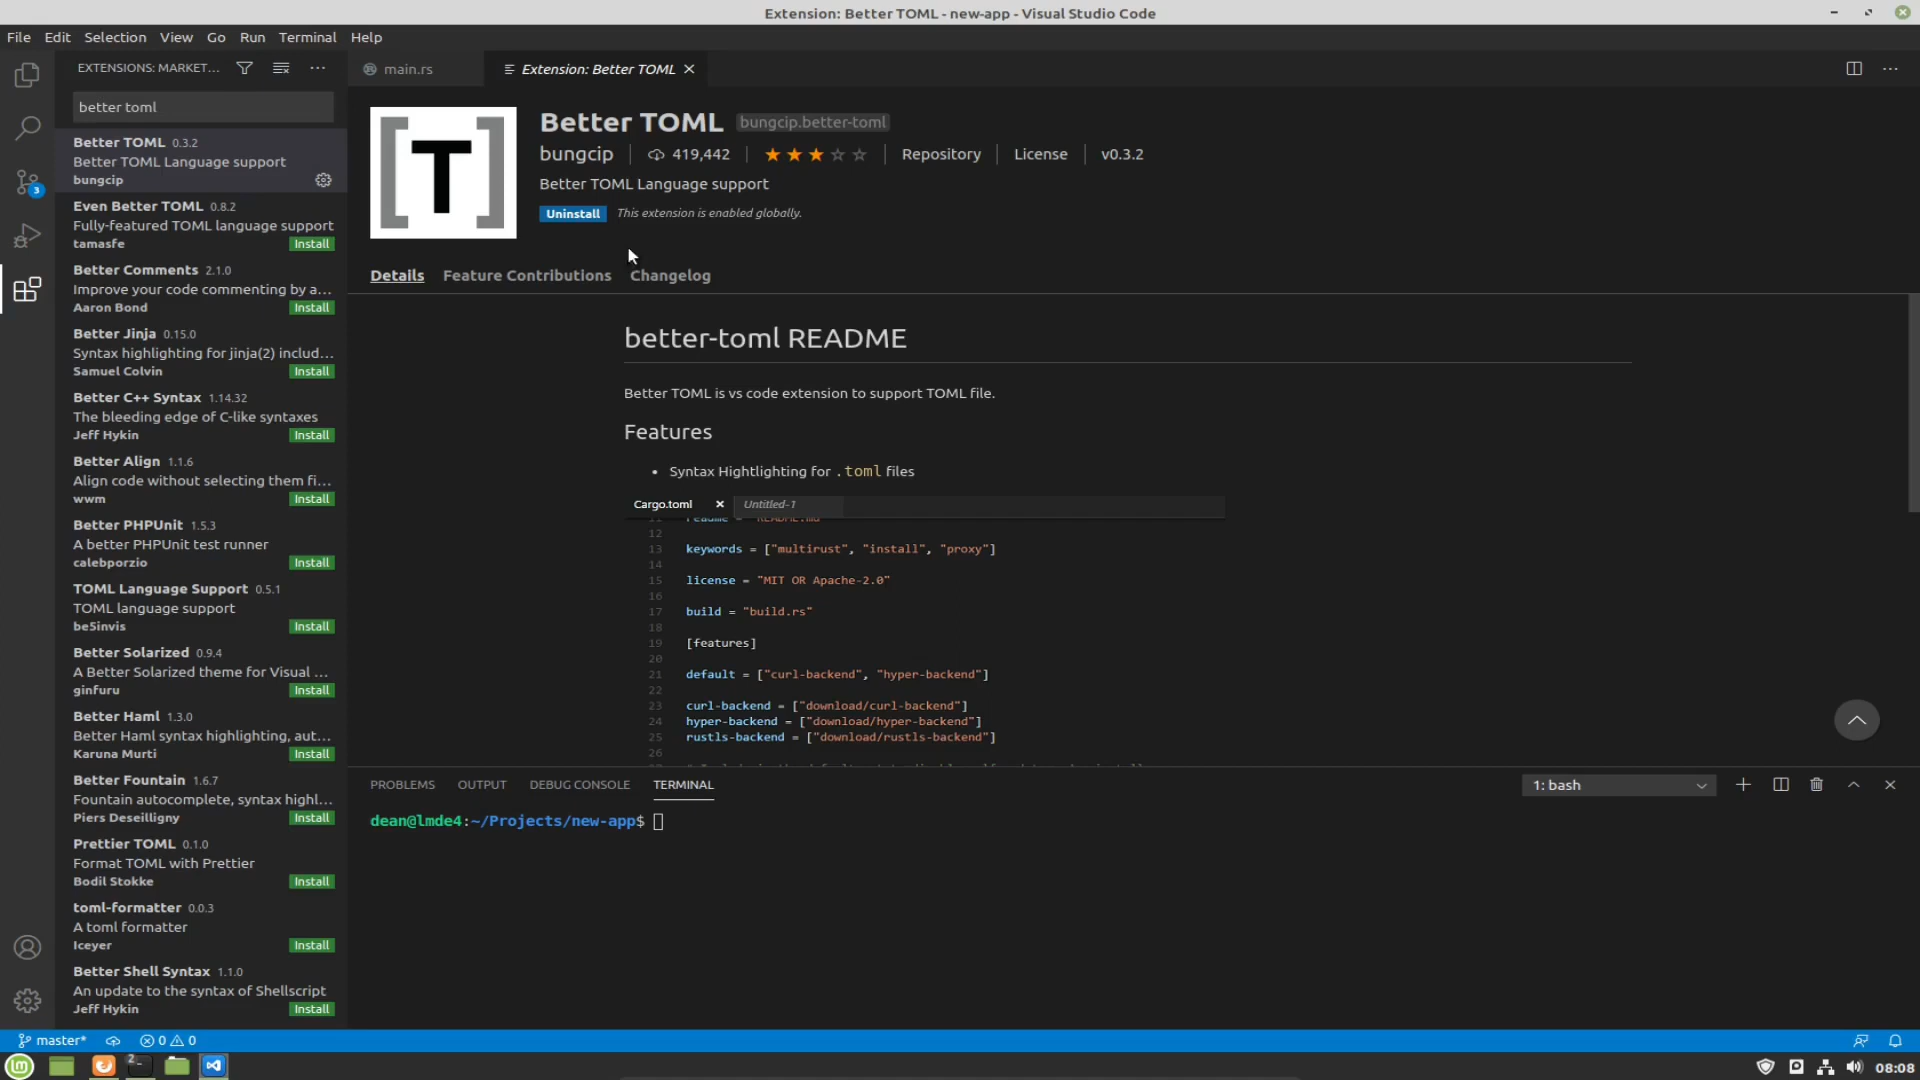 Extension: Better TOML - new-app - Visual Studio Code
File Edit Selection View Go Run Terminal Help
EXTENSIONS: MARKET...
main.rs
Extension: Better TOML
better toml
Better TOML 0.3.2
Better TOML Language support
bungcip
Even Better TOML 0.8.2
Fully-featured TOML language support
tamasfe Install
Better Comments 2.1.0
Improve your code commenting by a...
Aaron Bond Install
Better Jinja 0.15.0
Syntax highlighting for jinja(2) includ...
Samuel Colvin Install
Better C++ Syntax 1.14.32
The bleeding edge of C-like syntaxes
Jeff Hykin Install
Better Align 1.1.6
Align code without selecting them fi...
wwm Install
Better PHPUnit 1.5.3
A better PHPUnit test runner
calebporzio Install
TOML Language Support 0.5.1
TOML language support
be5invis Install
Better Solarized 0.9.4
A Better Solarized theme for Visual ...
ginfuru Install
Better Haml 1.3.0
Better Haml syntax highlighting, aut...
Karuna Murti Install
Better Fountain 1.6.7
Fountain autocomplete, syntax highl...
Piers Deseilligny Install
Prettier TOML 0.1.0
Format TOML with Prettier
Bodil Stokke Install
toml-formatter 0.0.3
A toml formatter
Iceyer Install
Better Shell Syntax 1.1.0
An update to the syntax of Shellscript
Jeff Hykin Install
[T]
Better TOML bungcip.better-toml
bungcip 419,442 Repository License v0.3.2
Better TOML Language support
Uninstall This extension is enabled globally.
Details Feature Contributions Changelog
better-toml README
Better TOML is vs code extension to support TOML file.
Features
• Syntax Hightlighting for .toml files
Cargo.toml Untitled-1
12
13 keywords = ["multirust", "install", "proxy"]
14
15 license = "MIT OR Apache-2.0"
16
17 build = "build.rs"
18
19 [features]
20
21 default = ["curl-backend", "hyper-backend"]
22
23 curl-backend = ["download/curl-backend"]
24 hyper-backend = ["download/hyper-backend"]
25 rustls-backend = ["download/rustls-backend"]
26
PROBLEMS OUTPUT DEBUG CONSOLE TERMINAL
1: bash
dean@lmde4:~/Projects/new-app$
3
master* 0 0
2
08:08